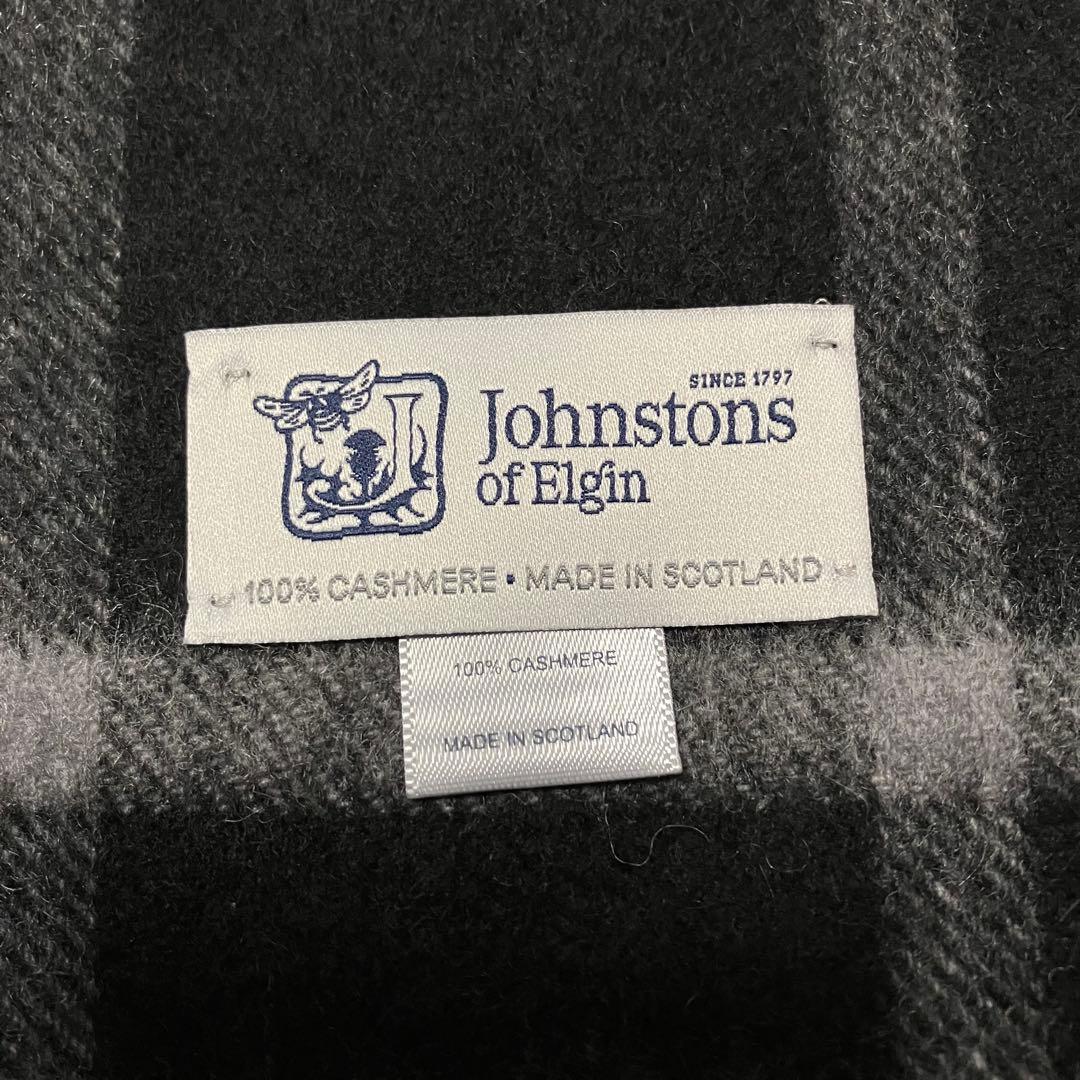 SINCE 1797
Johnstons
of Elgin
100% CASHMERE • MADE IN SCOTLAND
100% CASHMERE
MADE IN SCOTLAND